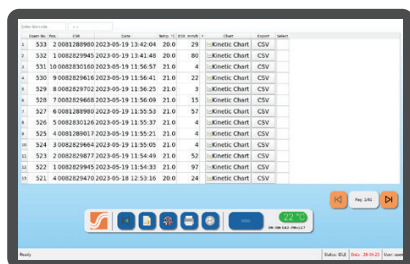 Exam No. Pos. ESR Date Temp. °C ESR mm/h Chart Export Select
1 533 2 0081288980 2023-05-19 13:42:04 20.0 29 Kinetic Chart CSV
2 532 1 0082829945 2023-05-19 13:41:48 20.0 80 Kinetic Chart CSV
3 531 10 0082830160 2023-05-19 11:56:57 21.0 4 Kinetic Chart CSV
4 530 9 0082829616 2023-05-19 11:56:41 21.0 22 Kinetic Chart CSV
5 529 8 0082829702 2023-05-19 11:56:25 21.0 3 Kinetic Chart CSV
6 528 7 0082829668 2023-05-19 11:56:09 21.0 15 Kinetic Chart CSV
7 527 6 0081288980 2023-05-19 11:55:53 21.0 57 Kinetic Chart CSV
8 526 5 0082830126 2023-05-19 11:55:37 21.0 4 Kinetic Chart CSV
9 525 4 0081289017 2023-05-19 11:55:21 21.0 4 Kinetic Chart CSV
10 524 3 0082829664 2023-05-19 11:55:05 21.0 4 Kinetic Chart CSV
11 523 2 0082829877 2023-05-19 11:54:49 21.0 52 Kinetic Chart CSV
12 522 1 0082829945 2023-05-19 11:54:33 21.0 97 Kinetic Chart CSV
13 521 4 0082829470 2023-05-18 12:53:16 20.0 24 Kinetic Chart CSV
Pag. 1/41
22 °C
Ready Status: IDLE User: